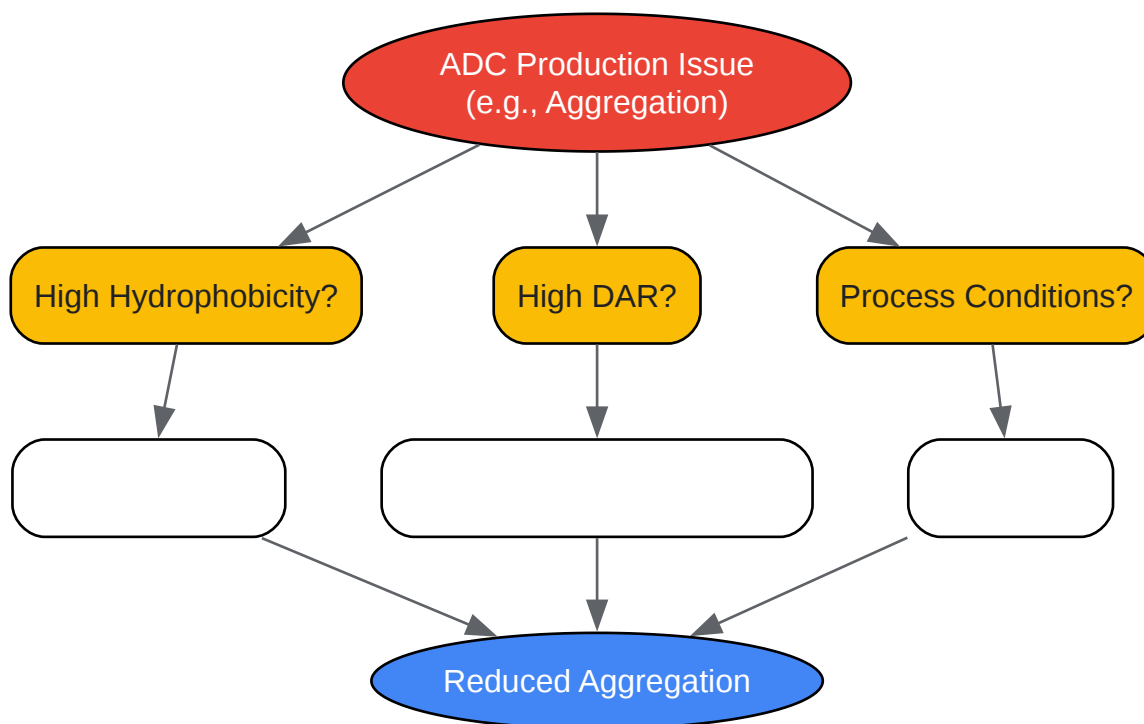 ADC Production Issue
(e.g., Aggregation)
High Hydrophobicity?
High DAR?
Process Conditions?
Reduced Aggregation